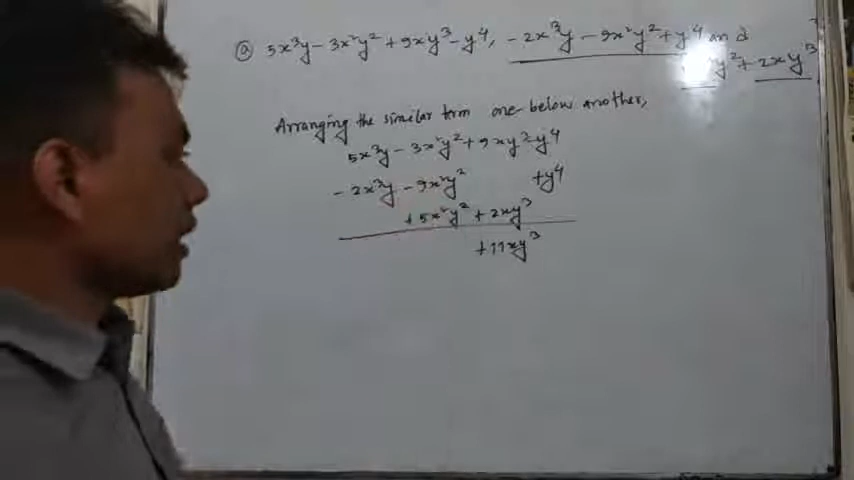 ⓐ 5x³y - 3x²y² + 9xy³ - y⁴, - 2x³y - 9x²y² + y⁴ and
y² + 2xy³
Arranging the similar term one below another,
5x³y - 3x²y² + 9xy³ - y⁴
- 2x³y - 9x²y² + y⁴
+ 5x²y² + 2xy³
+ 11xy³